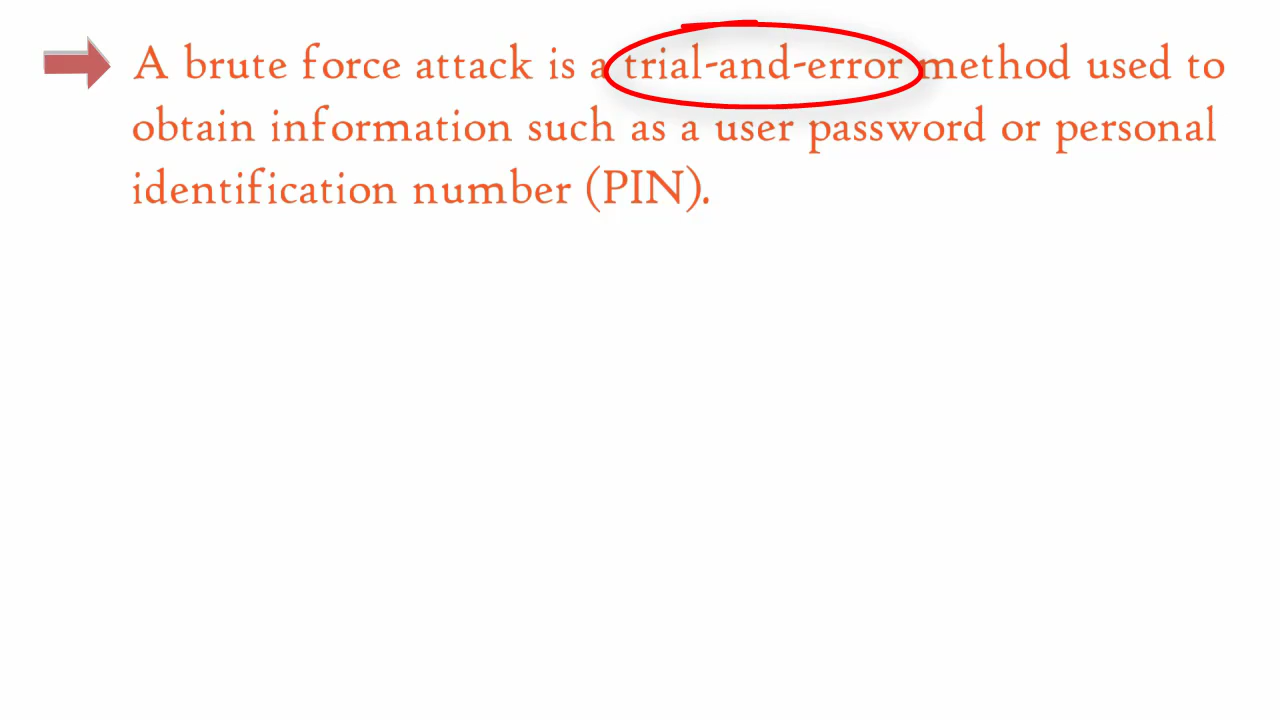 A brute force attack is a trial-and-error method used to
obtain information such as a user password or personal
identification number (PIN).